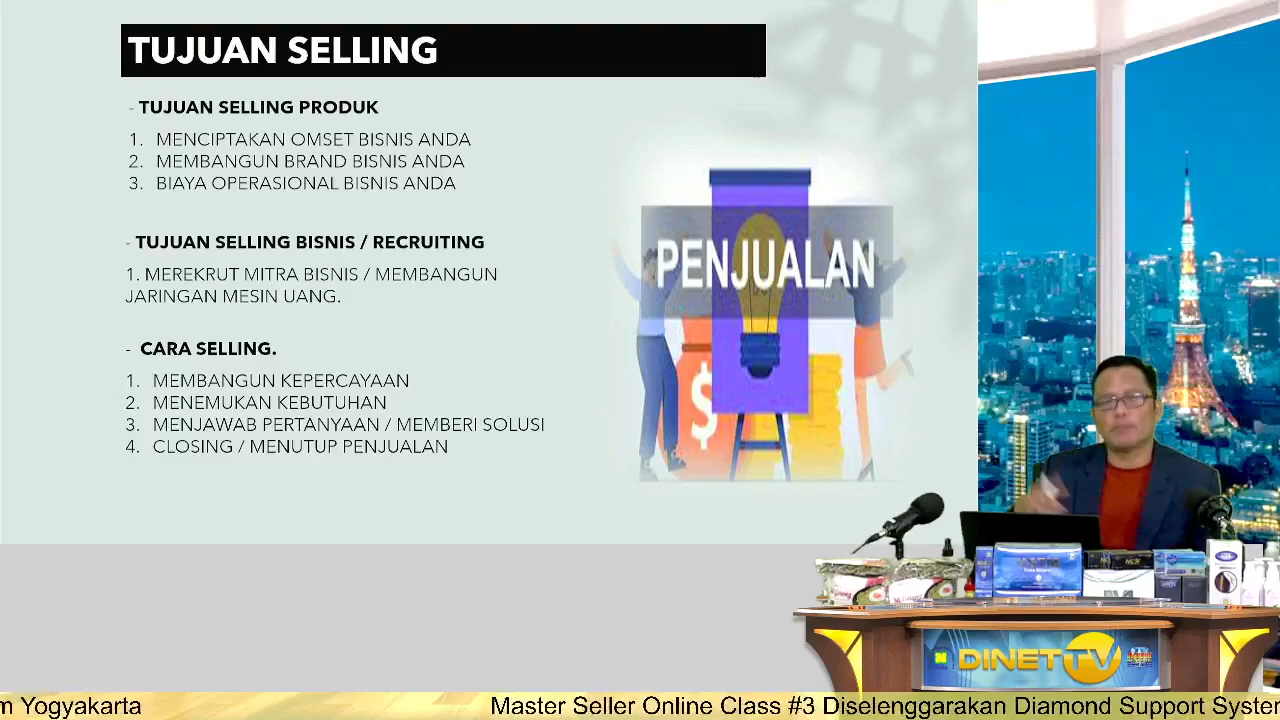 TUJUAN SELLING
- TUJUAN SELLING PRODUK
1. MENCIPTAKAN OMSET BISNIS ANDA
2. MEMBANGUN BRAND BISNIS ANDA
3. BIAYA OPERASIONAL BISNIS ANDA
- TUJUAN SELLING BISNIS / RECRUITING
1. MEREKRUT MITRA BISNIS / MEMBANGUN
JARINGAN MESIN UANG.
- CARA SELLING.
1. MEMBANGUN KEPERCAYAAN
2. MENEMUKAN KEBUTUHAN
3. MENJAWAB PERTANYAAN / MEMBERI SOLUSI
4. CLOSING / MENUTUP PENJUALAN
PENJUALAN
$
DINET TV
m Yogyakarta
Master Seller Online Class #3 Diselenggarakan Diamond Support System